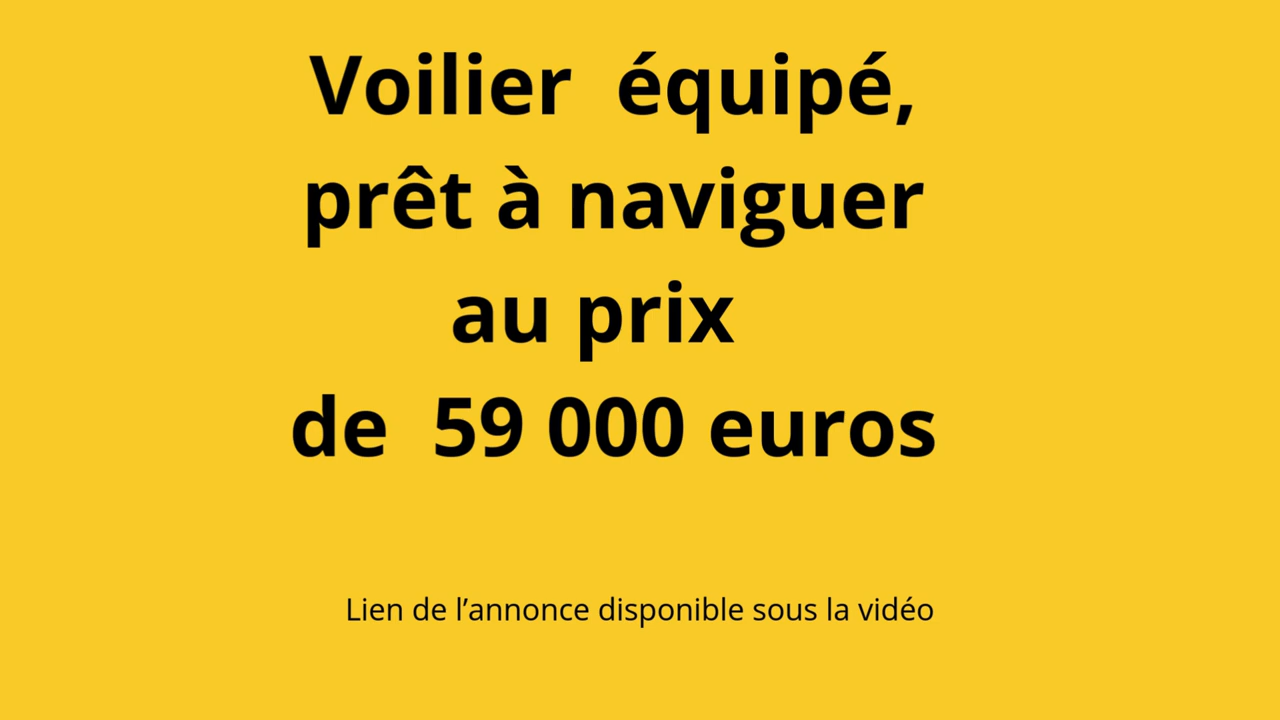 Voilier équipé,
prêt à naviguer
au prix
de 59 000 euros
Lien de l’annonce disponible sous la vidéo